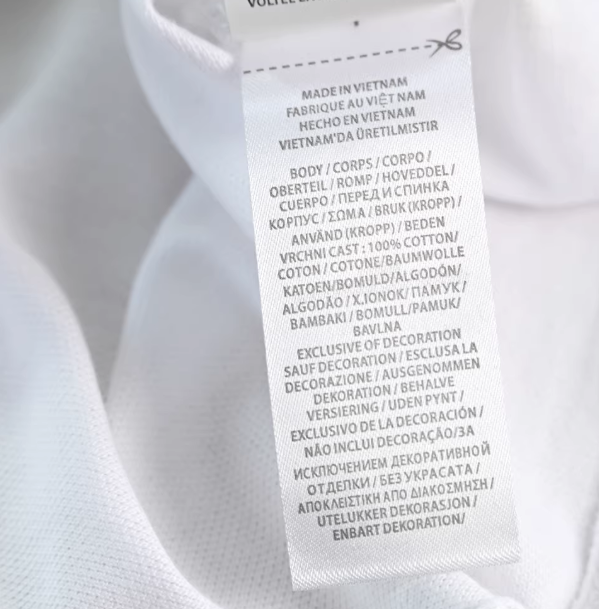 MADE IN VIETNAM
FABRIQUE AU VIỆT NAM
HECHO EN VIETNAM
VIETNAM'DA ÜRETILMISTIR
BODY / CORPS / CORPO /
OBERTEIL / ROMP / HOVEDDEL /
CUERPO / ПЕРЕД И СПИНКА
КОРПУС / ΣΩΜΑ / BRUK (KROPP) /
ANVÄND (KROPP) / BEDEN
VRCHNI CAST : 100% COTTON/
COTON / COTONE/BAUMWOLLE
KATOEN/BOMULD/ALGODÓN/
ALGODÃO / Х.ЛОНОК/ ПАМУК /
BAMBAKI / BOMULL/PAMUK/
BAVLNA
EXCLUSIVE OF DECORATION
SAUF DECORATION / ESCLUSA LA
DECORAZIONE / AUSGENOMMEN
DEKORATION / BEHALVE
VERSIERING / UDEN PYNT /
EXCLUSIVO DE LA DECORACIÓN /
NÃO INCLUI DECORAÇÃO/ЗА
ИСКЛЮЧЕНИЕМ ДЕКОРАТИВНОЙ
ОТДЕЛКИ / БЕЗ УКРАСАТА /
ΑΠΟΚΛΕΙΣΤΙΚΗ ΑΠΟ ΔΙΑΚΟΣΜΗΣΗ /
UTELUKKER DEKORASJON /
ENBART DEKORATION/